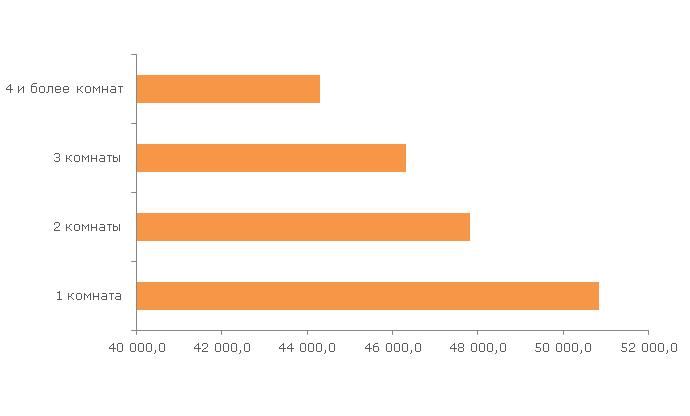 4 и более комнат
3 комнаты
2 комнаты
1 комната
40 000,0 42 000,0 44 000,0 46 000,0 48 000,0 50 000,0 52 000,0